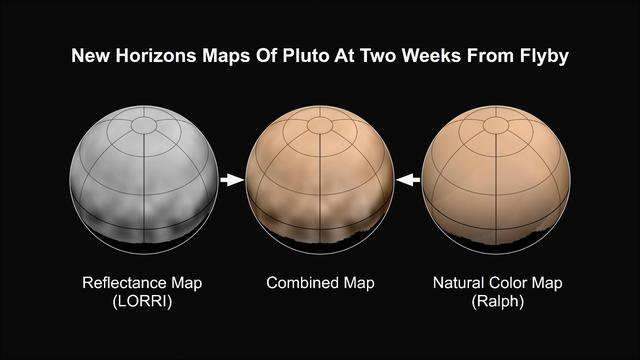 New Horizons Maps Of Pluto At Two Weeks From Flyby
Reflectance Map
(LORRI)
Combined Map
Natural Color Map
(Ralph)